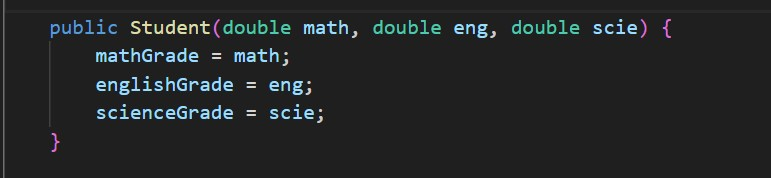 public Student(double math, double eng, double scie) {
    mathGrade = math;
    englishGrade = eng;
    scienceGrade = scie;
}